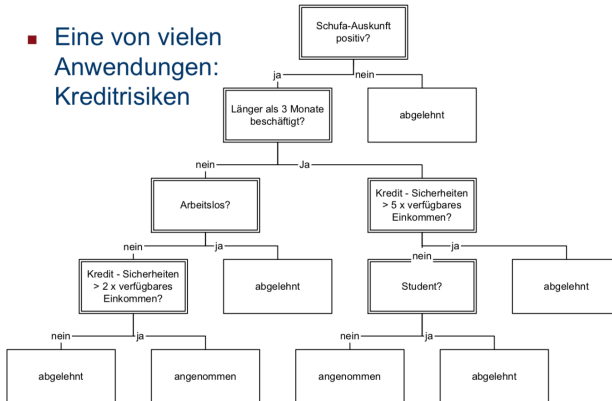 Eine von vielen
Anwendungen:
Kreditrisiken
Schufa-Auskunft
positiv?
ja
nein
Länger als 3 Monate
beschäftigt?
abgelehnt
nein
Ja
Arbeitslos?
Kredit - Sicherheiten
> 5 x verfügbares
Einkommen?
nein
ja
nein
ja
Kredit - Sicherheiten
> 2 x verfügbares
Einkommen?
abgelehnt
Student?
abgelehnt
nein
ja
nein
ja
abgelehnt
angenommen
angenommen
abgelehnt